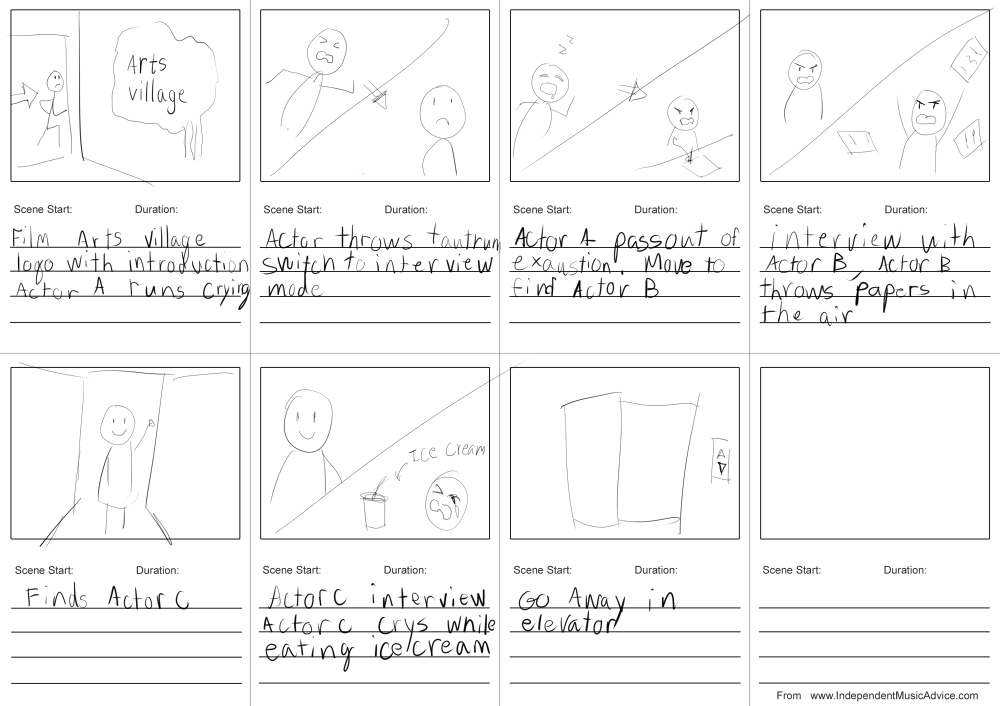 Arts
village
Scene Start: Duration:
Film Arts village
logo with introduction
Actor A runs crying
Scene Start: Duration:
Actor throws tantrum
switch to interview
mode
z z z
Scene Start: Duration:
Actor A passout of
exaustion. Move to
find Actor B
Scene Start: Duration:
interview with
Actor B, Actor B
throws papers in
the air
Scene Start: Duration:
Finds Actor C
Ice Cream
Scene Start: Duration:
Actor C interview
Actor C crys while
eating ice cream
Scene Start: Duration:
Go Away in
elevator
Scene Start: Duration:
From www.IndependentMusicAdvice.com